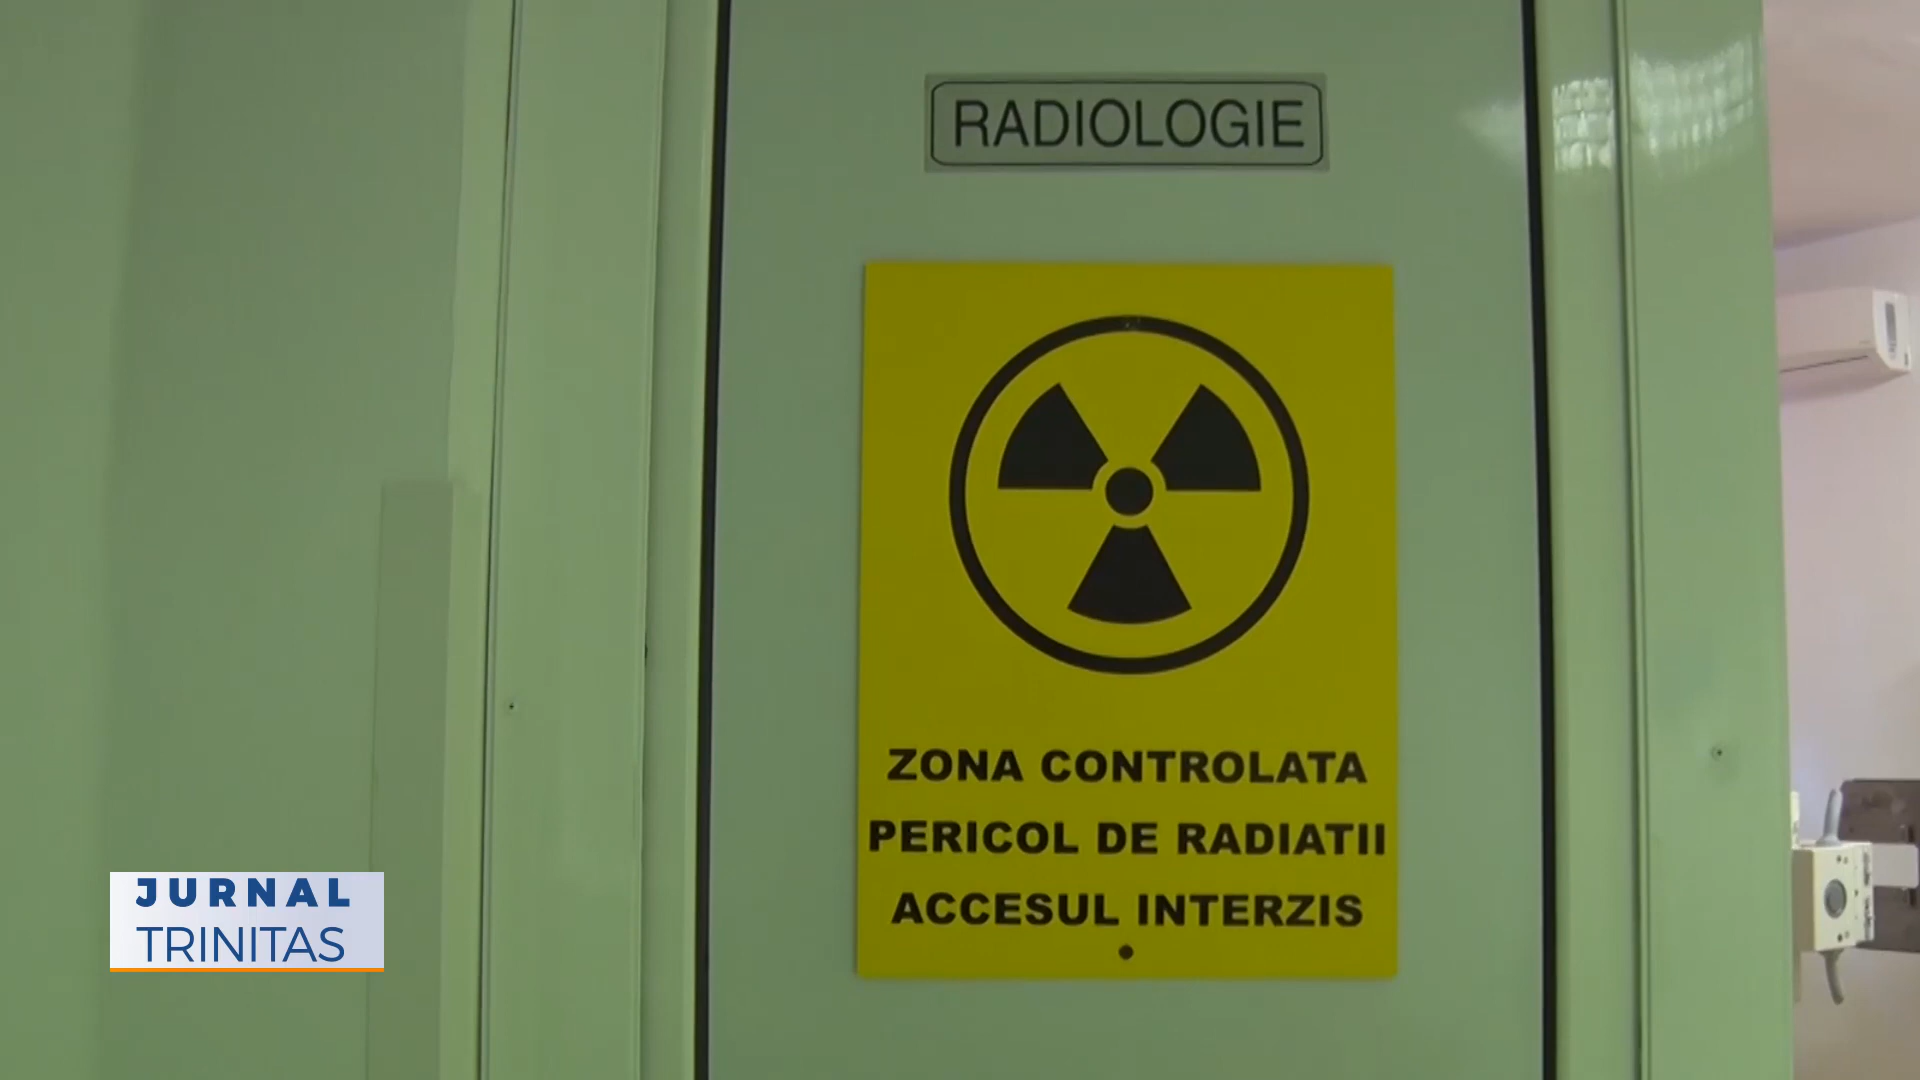 RADIOLOGIE
ZONA CONTROLATA
PERICOL DE RADIATII
ACCESUL INTERZIS
JURNAL
TRINITAS